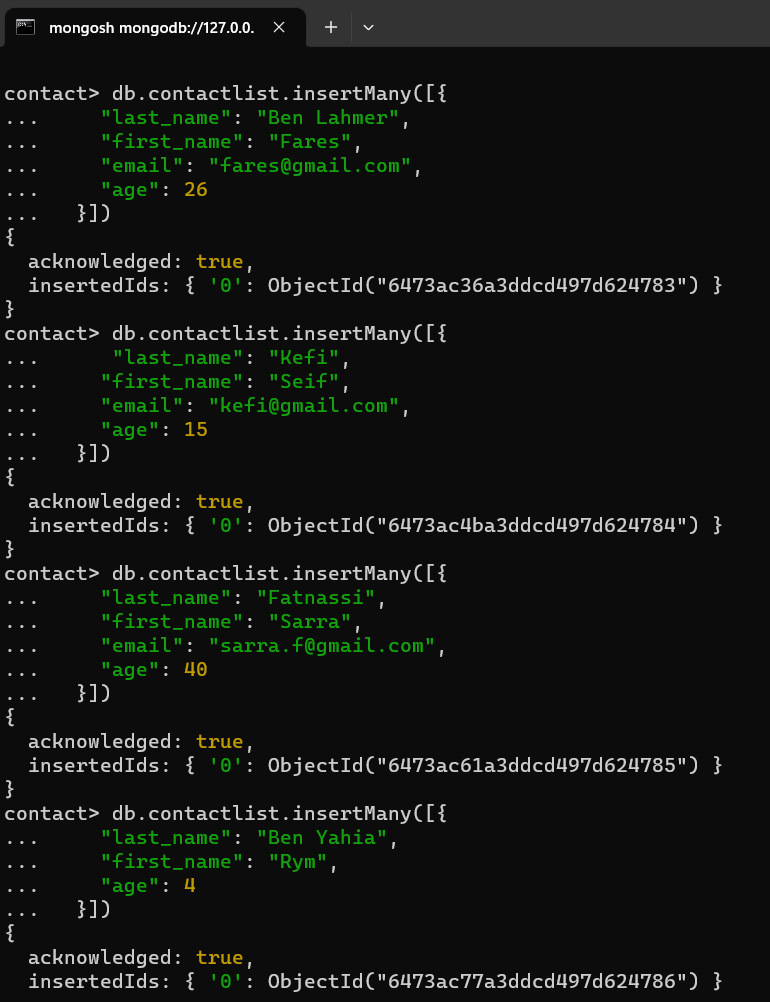 mongosh mongodb://127.0.0.
contact> db.contactlist.insertMany([{
...     "last_name": "Ben Lahmer",
...     "first_name": "Fares",
...     "email": "fares@gmail.com",
...     "age": 26
...   }])
{
  acknowledged: true,
  insertedIds: { '0': ObjectId("6473ac36a3ddcd497d624783") }
}
contact> db.contactlist.insertMany([{
...      "last_name": "Kefi",
...     "first_name": "Seif",
...     "email": "kefi@gmail.com",
...     "age": 15
...   }])
{
  acknowledged: true,
  insertedIds: { '0': ObjectId("6473ac4ba3ddcd497d624784") }
}
contact> db.contactlist.insertMany([{
...     "last_name": "Fatnassi",
...     "first_name": "Sarra",
...     "email": "sarra.f@gmail.com",
...     "age": 40
...   }])
{
  acknowledged: true,
  insertedIds: { '0': ObjectId("6473ac61a3ddcd497d624785") }
}
contact> db.contactlist.insertMany([{
...     "last_name": "Ben Yahia",
...     "first_name": "Rym",
...     "age": 4
...   }])
{
  acknowledged: true,
  insertedIds: { '0': ObjectId("6473ac77a3ddcd497d624786") }